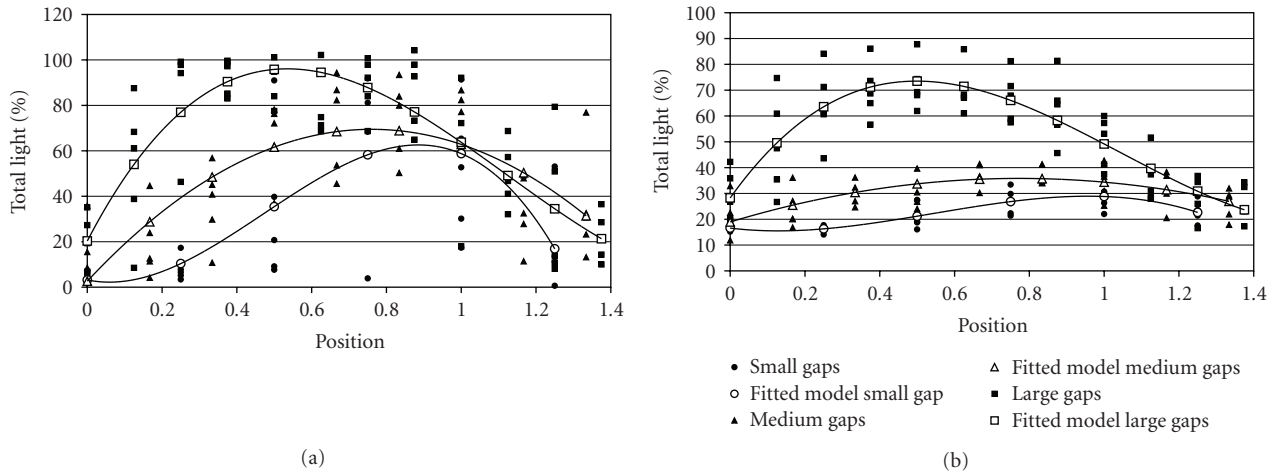 120
100
80
60
40
20
0
Total light (%)
0 0.2 0.4 0.6 0.8 1 1.2 1.4
Position
(a)
100
90
80
70
60
50
40
30
20
10
0
Total light (%)
0 0.2 0.4 0.6 0.8 1 1.2 1.4
Position
Small gaps
Fitted model small gap
Medium gaps
Fitted model medium gaps
Large gaps
Fitted model large gaps
(b)